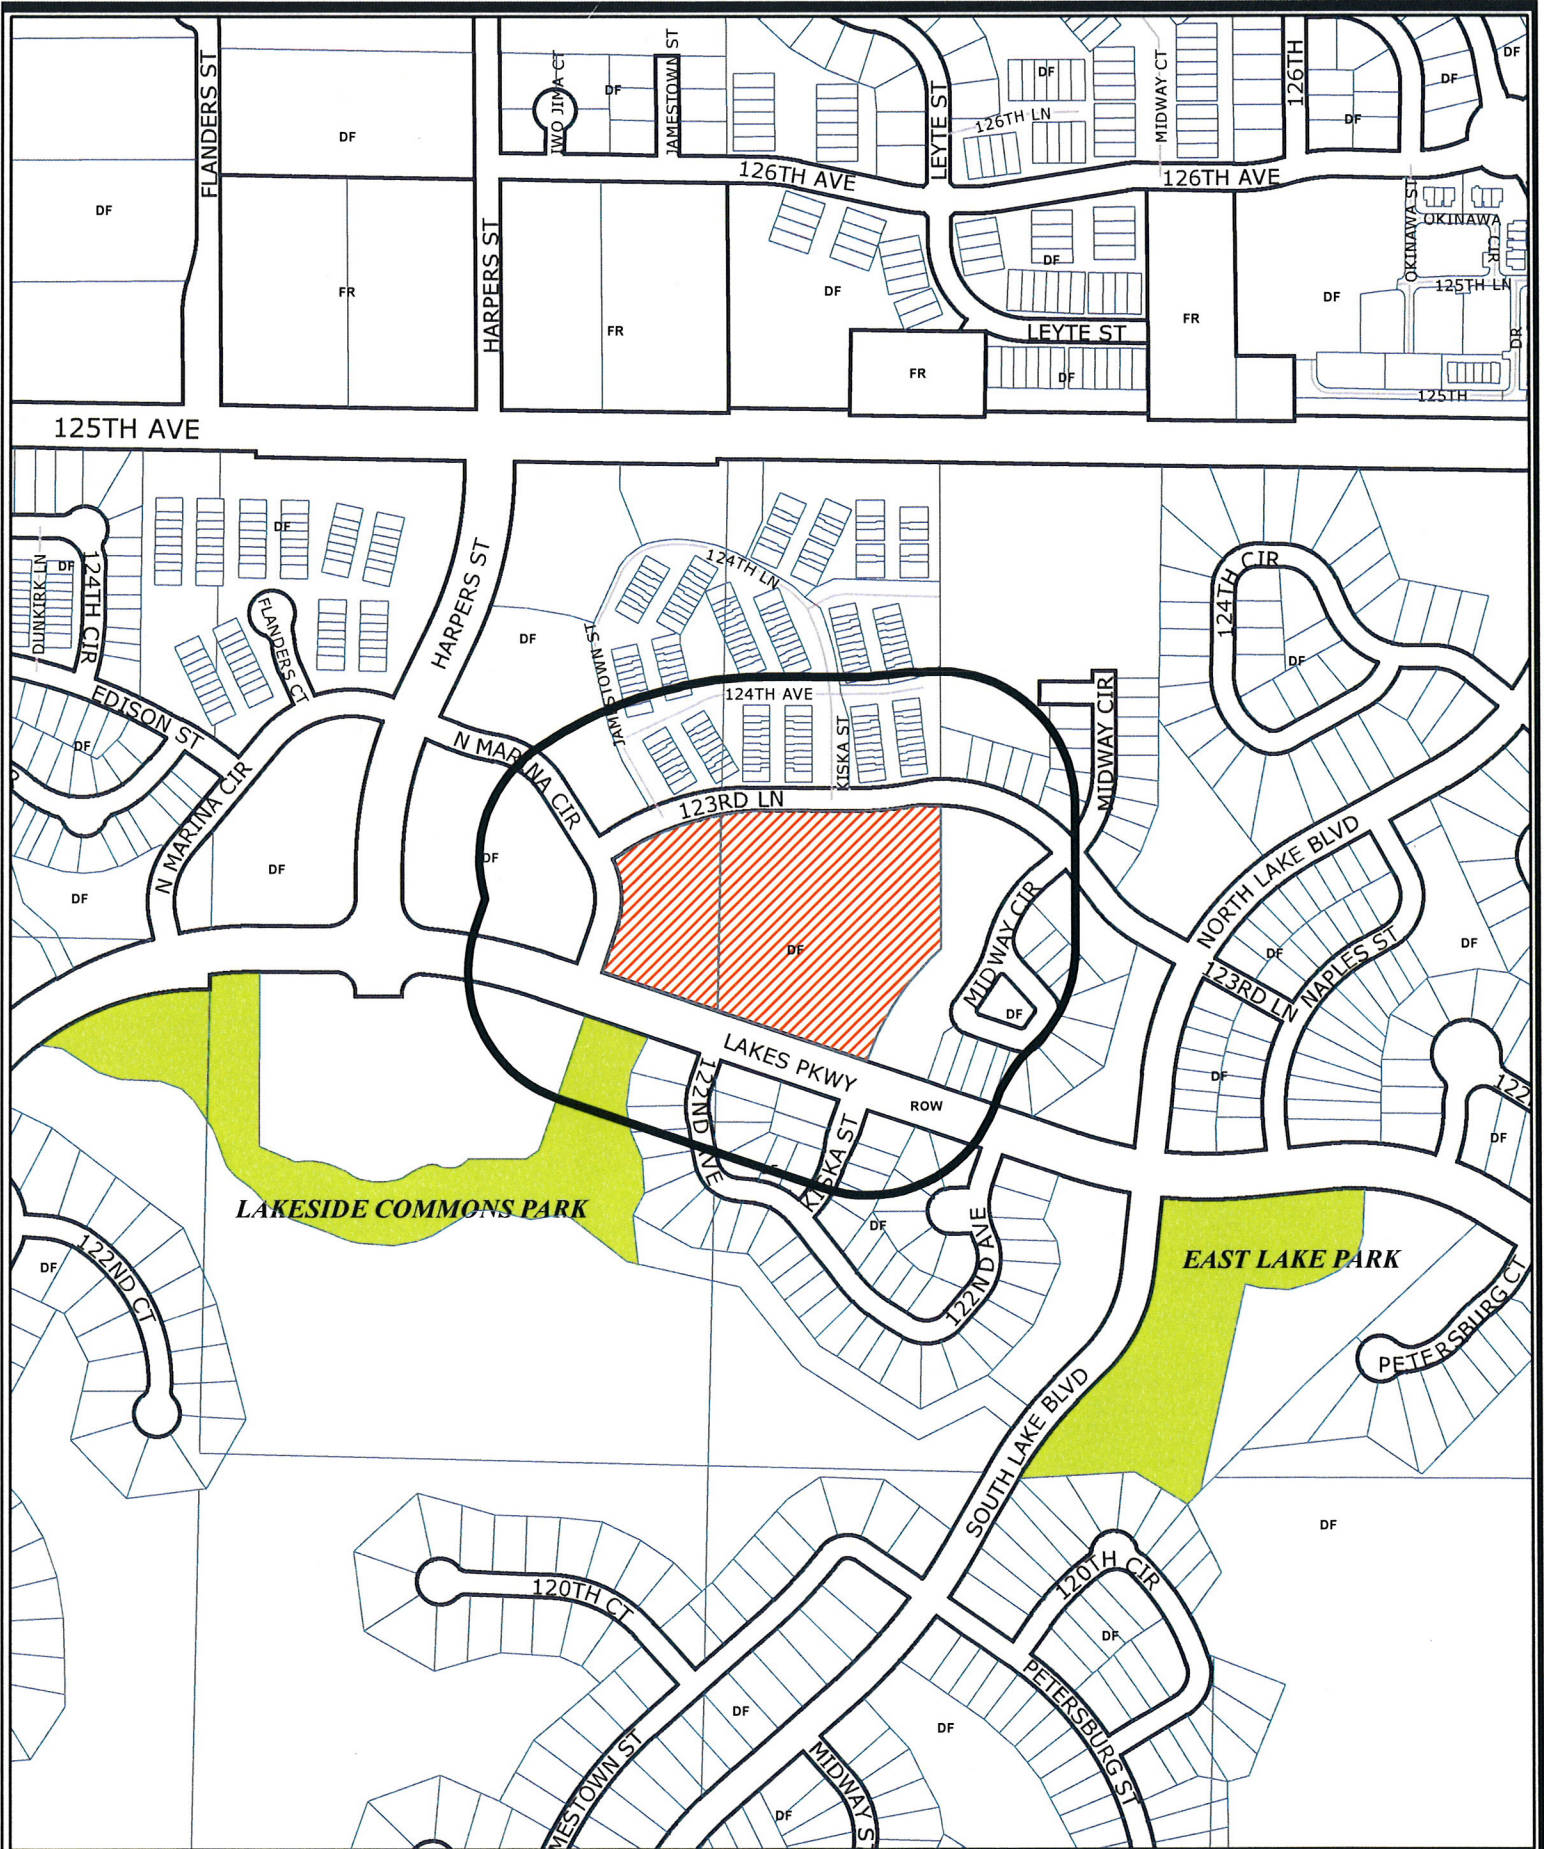 FLANDERS ST
IWO JIMA CT
DF
JAMESTOWN ST
LEYTE ST
DF
126TH LN
MIDWAY CT
126TH
DF
DF
DF
DF
126TH AVE
126TH AVE
DF
HARPERS ST
FR
FR
DF
DF
LEYTE ST
FR
FR
DF
DF
OKINAWA ST
OKINAWA
CIR
125TH LN
DR
125TH
125TH AVE
DUNKIRK LN
DF
124TH CIR
DF
FLANDERS CT
HARPERS ST
DF
124TH LN
JAMESTOWN ST
124TH AVE
KISKA ST
124TH CIR
DF
EDISON ST
DF
R
N MARINA CIR
N MARINA CIR
123RD LN
MIDWAY CIR
DF
DF
DF
DF
MIDWAY CIR
DF
NORTH LAKE BLVD
DF
NAPLES ST
123RD LN
DF
DF
LAKES PKWY
ROW
122ND AVE
KISKA ST
122
DF
LAKESIDE COMMONS PARK
DF
122ND AVE
EAST LAKE PARK
PETERSBURG CT
122ND CT
DF
SOUTH LAKE BLVD
DF
120TH CT
120TH CIR
DF
PETERSBURG ST
DF
DF
MESTOWN ST
MIDWAY S
DF